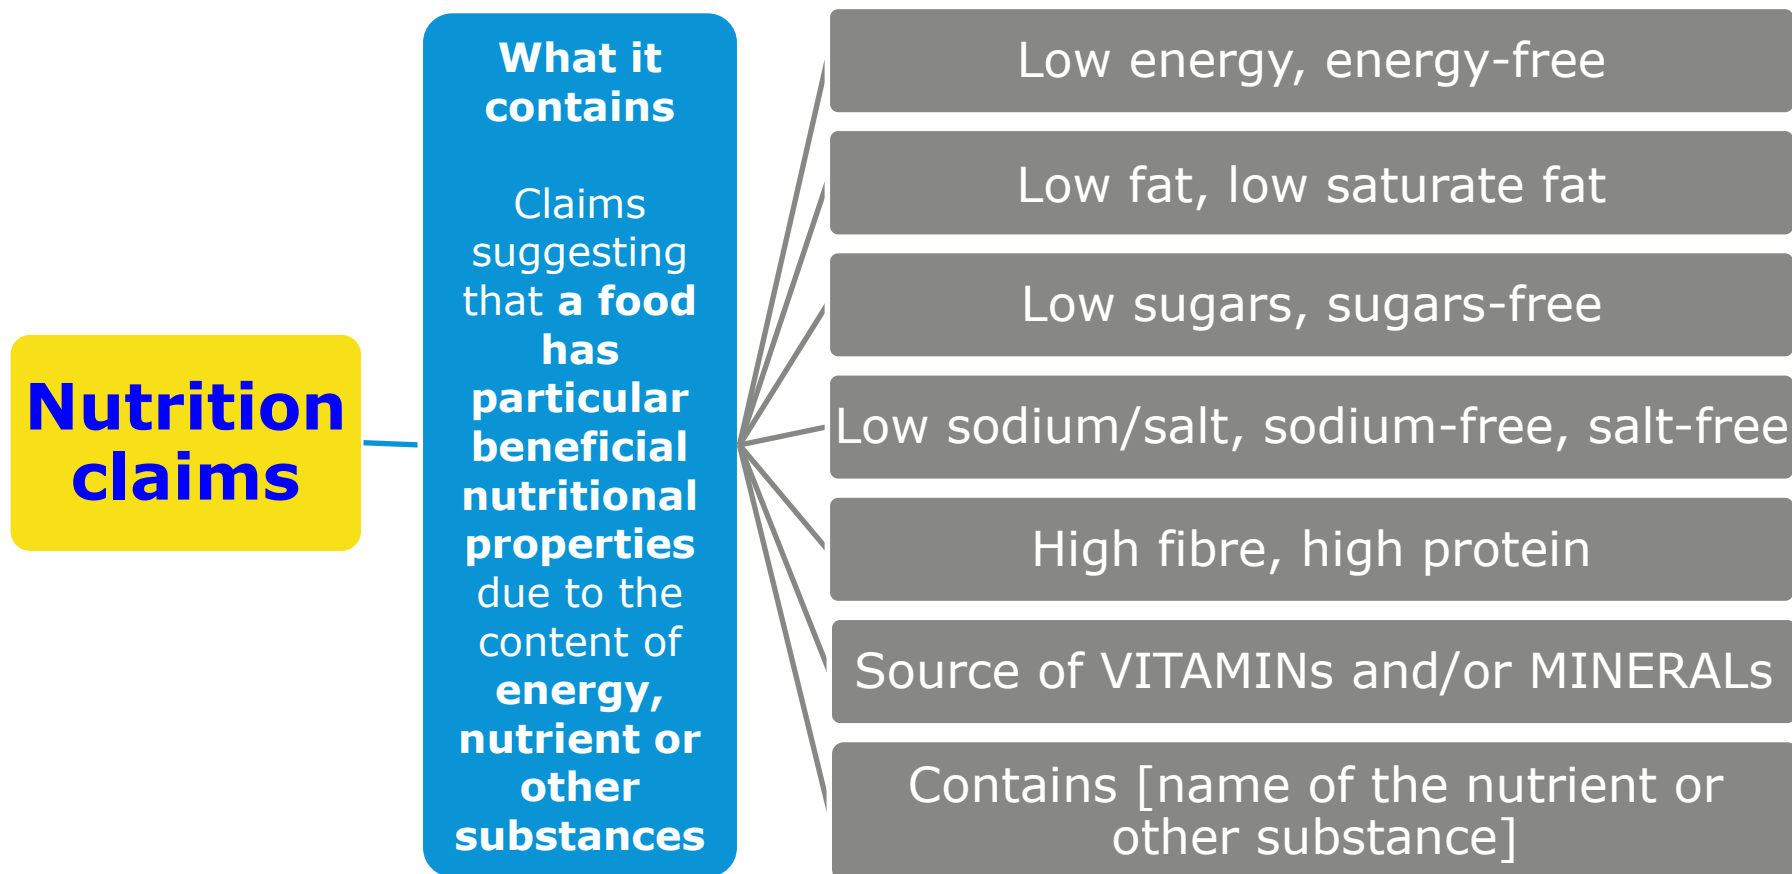 Nutrition
claims
What it
contains
Claims
suggesting
that a food
has
particular
beneficial
nutritional
properties
due to the
content of
energy,
nutrient or
other
substances
Low energy, energy-free
Low fat, low saturate fat
Low sugars, sugars-free
Low sodium/salt, sodium-free, salt-free
High fibre, high protein
Source of VITAMINs and/or MINERALs
Contains [name of the nutrient or
other substance]